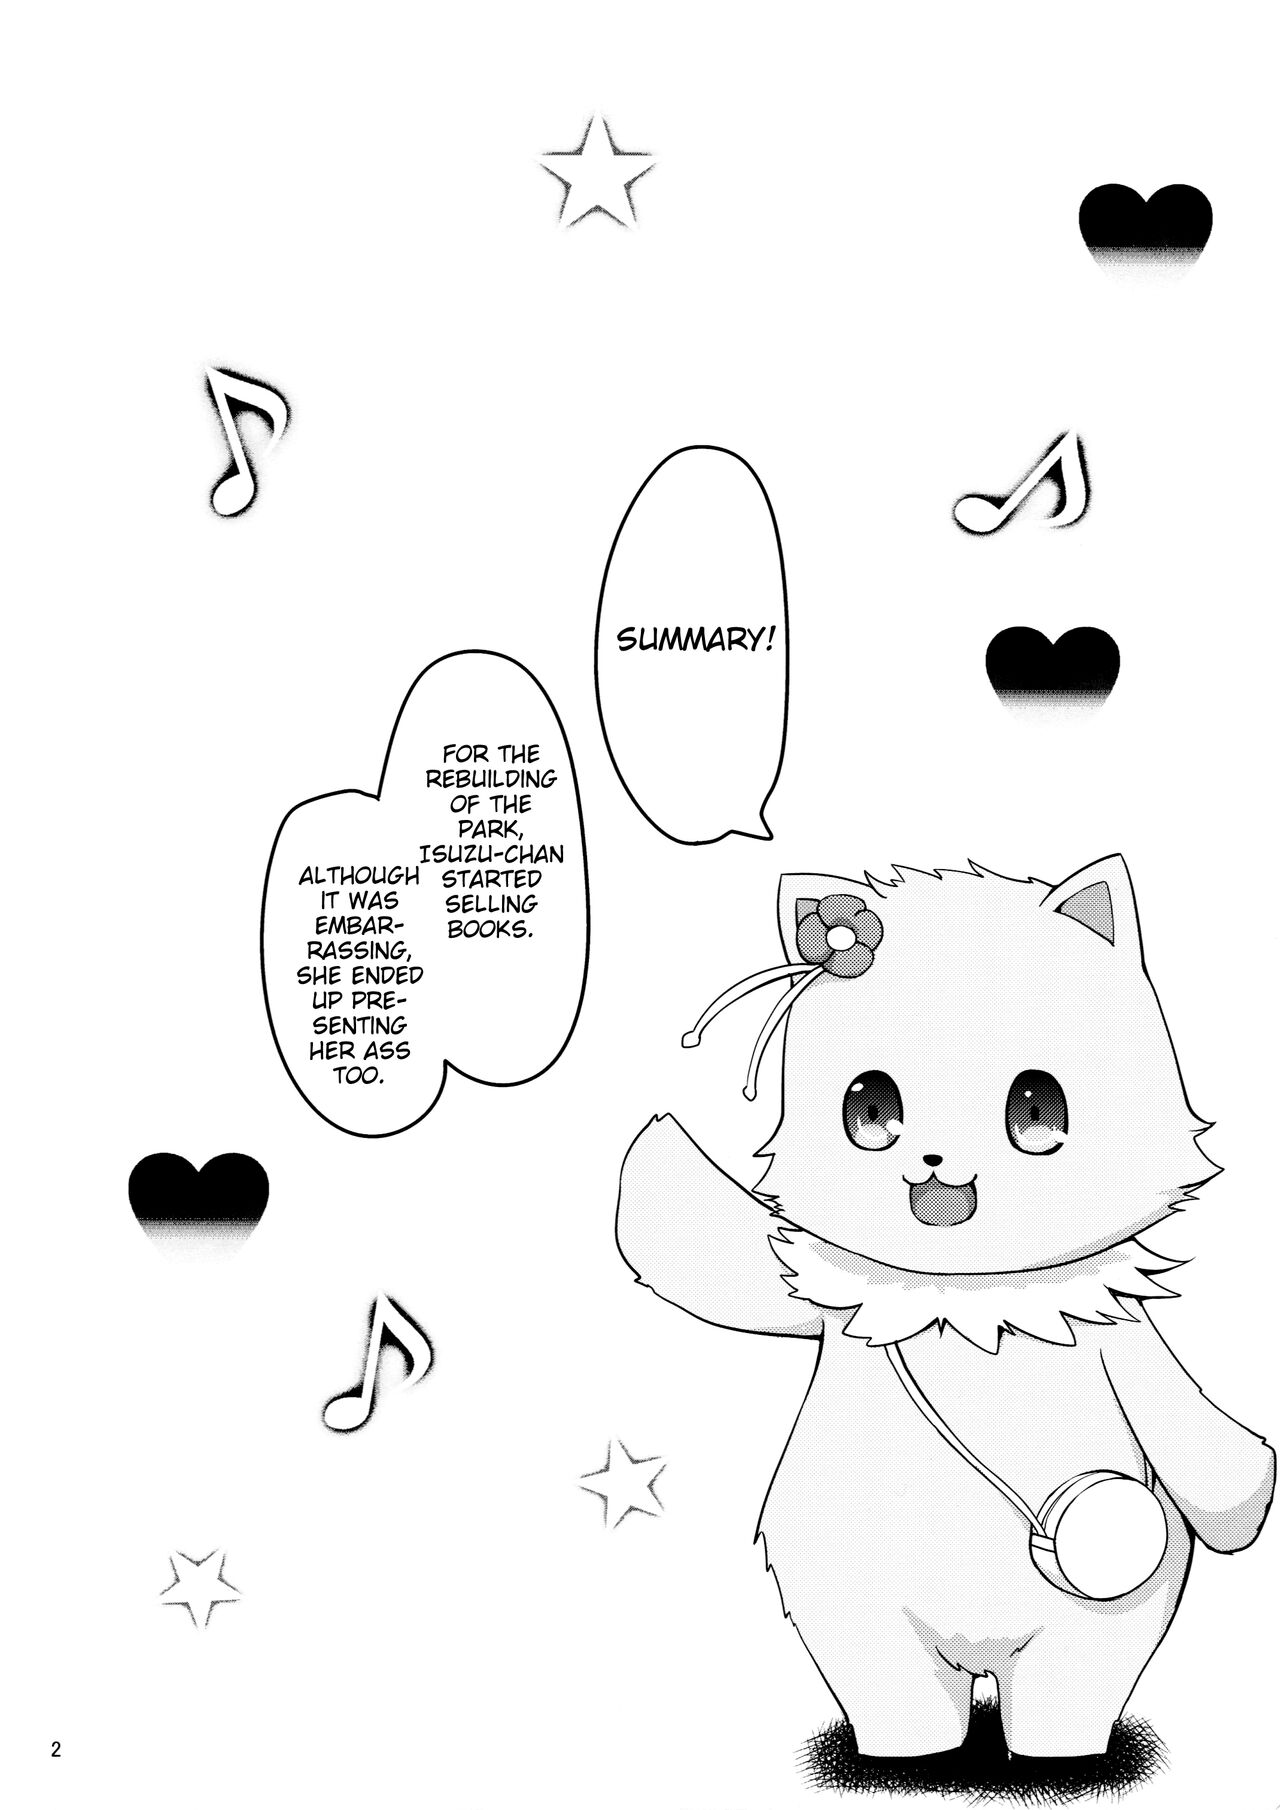 SUMMARY!
FOR THE
REBUILDING
OF THE
PARK,
ISUZU-CHAN
STARTED
SELLING
BOOKS.
ALTHOUGH
IT WAS
EMBAR-
RASSING,
SHE ENDED
UP PRE-
SENTING
HER ASS
TOO.
2